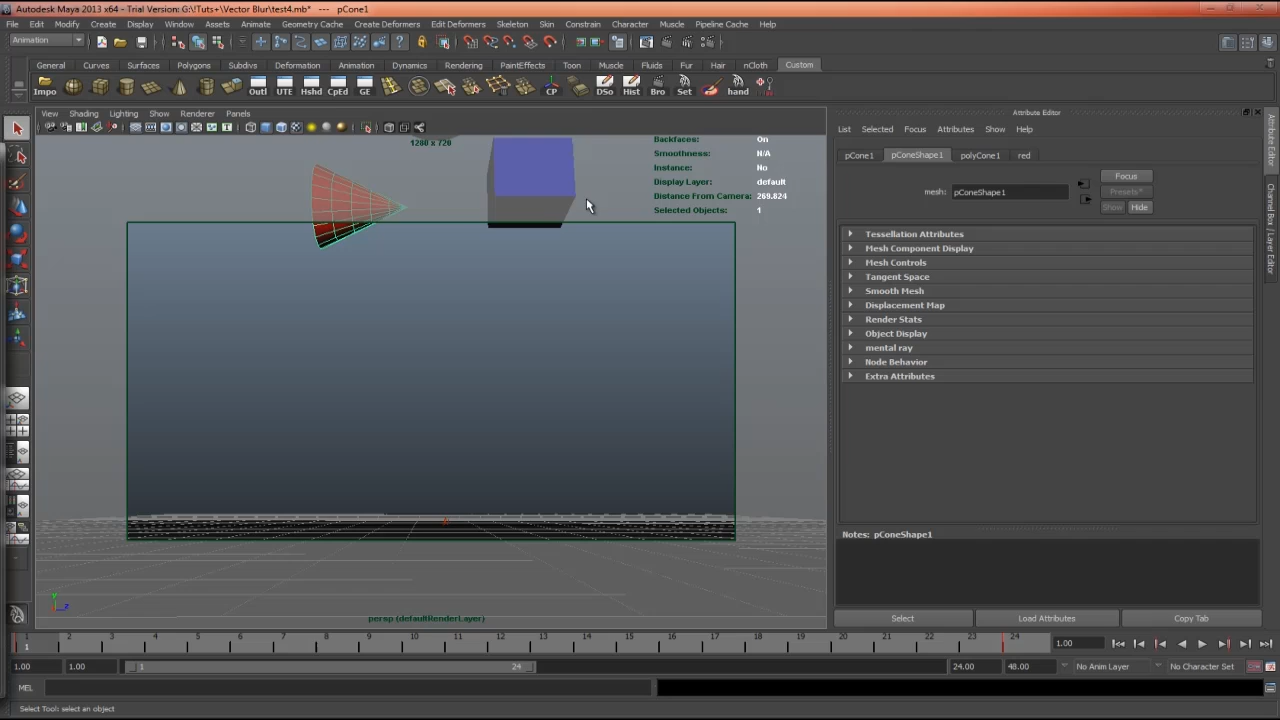 Autodesk Maya 2013 x64 - Trial Version: G:\!Tuts+\Vector Blur\test4.mb* --- pCone1
File Edit Modify Create Display Window Assets Animate Geometry Cache Create Deformers Edit Deformers Skeleton Skin Constrain Character Muscle Pipeline Cache Help
Animation
General Curves Surfaces Polygons Subdivs Deformation Animation Dynamics Rendering PaintEffects Toon Muscle Fluids Fur Hair nCloth Custom
Impo Outl UTE Hshd CpEd GE CP DSo Hist Bro Set hand
View Shading Lighting Show Renderer Panels
1280 x 720
Backfaces: On
Smoothness: N/A
Instance: No
Display Layer: default
Distance From Camera: 269.824
Selected Objects: 1
persp (defaultRenderLayer)
y
z
Attribute Editor
List Selected Focus Attributes Show Help
pCone1 pConeShape1 polyCone1 red
mesh: pConeShape1
Focus
Presets*
Show Hide
Tessellation Attributes
Mesh Component Display
Mesh Controls
Tangent Space
Smooth Mesh
Displacement Map
Render Stats
Object Display
mental ray
Node Behavior
Extra Attributes
Notes: pConeShape1
Select Load Attributes Copy Tab
Attribute Editor
Channel Box / Layer Editor
1 2 3 4 5 6 7 8 9 10 11 12 13 14 15 16 17 18 19 20 21 22 23 24
1
1.00
1.00 1.00 1 24 24.00 48.00 No Anim Layer No Character Set
MEL
Select Tool: select an object